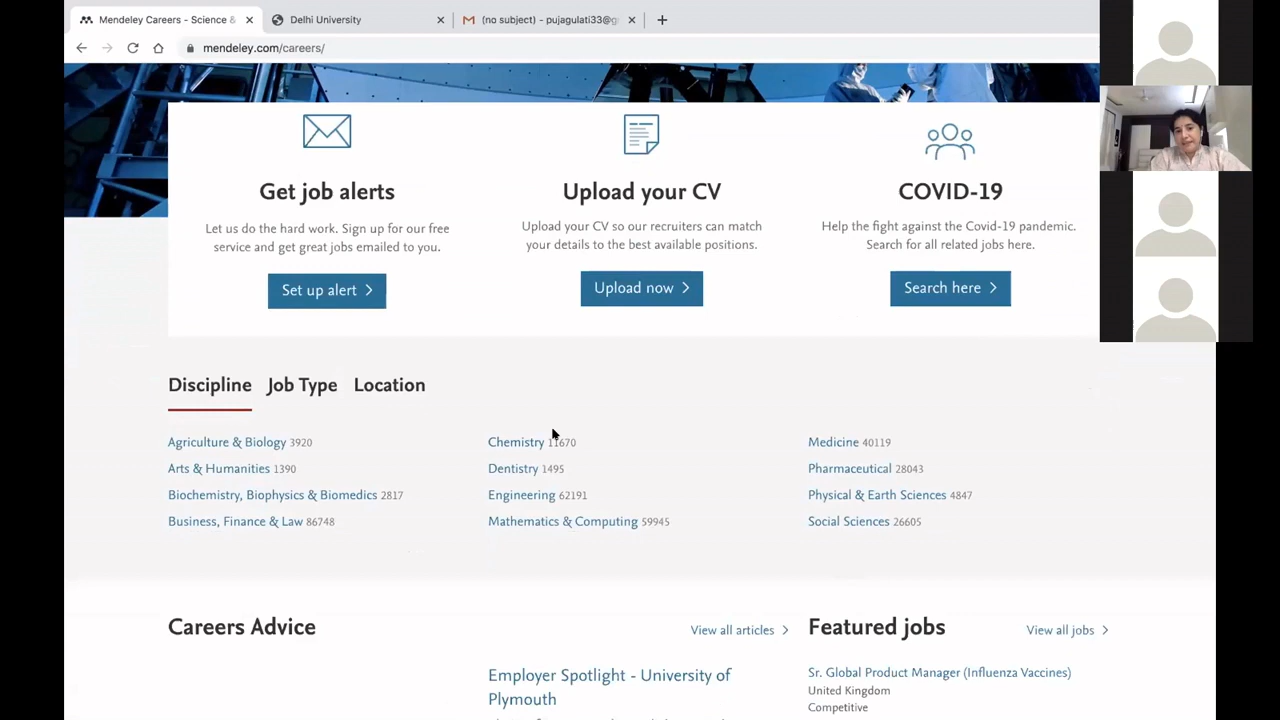 Mendeley Careers - Science &
Delhi University
(no subject) - pujagulati33@g
mendeley.com/careers/
Get job alerts
Let us do the hard work. Sign up for our free
service and get great jobs emailed to you.
Set up alert
Upload your CV
Upload your CV so our recruiters can match
your details to the best available positions.
Upload now
COVID-19
Help the fight against the Covid-19 pandemic.
Search for all related jobs here.
Search here
Discipline Job Type Location
Agriculture & Biology 3920
Arts & Humanities 1390
Biochemistry, Biophysics & Biomedics 2817
Business, Finance & Law 86748
Chemistry 11670
Dentistry 1495
Engineering 62191
Mathematics & Computing 59945
Medicine 40119
Pharmaceutical 28043
Physical & Earth Sciences 4847
Social Sciences 26605
Careers Advice
View all articles
Employer Spotlight - University of
Plymouth
Featured jobs
View all jobs
Sr. Global Product Manager (Influenza Vaccines)
United Kingdom
Competitive